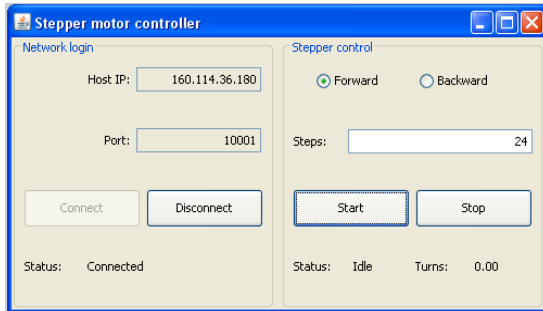 Stepper motor controller
Network login
Host IP: 160.114.36.180
Port: 10001
Connect Disconnect
Status: Connected
Stepper control
Forward Backward
Steps: 24
Start Stop
Status: Idle Turns: 0.00